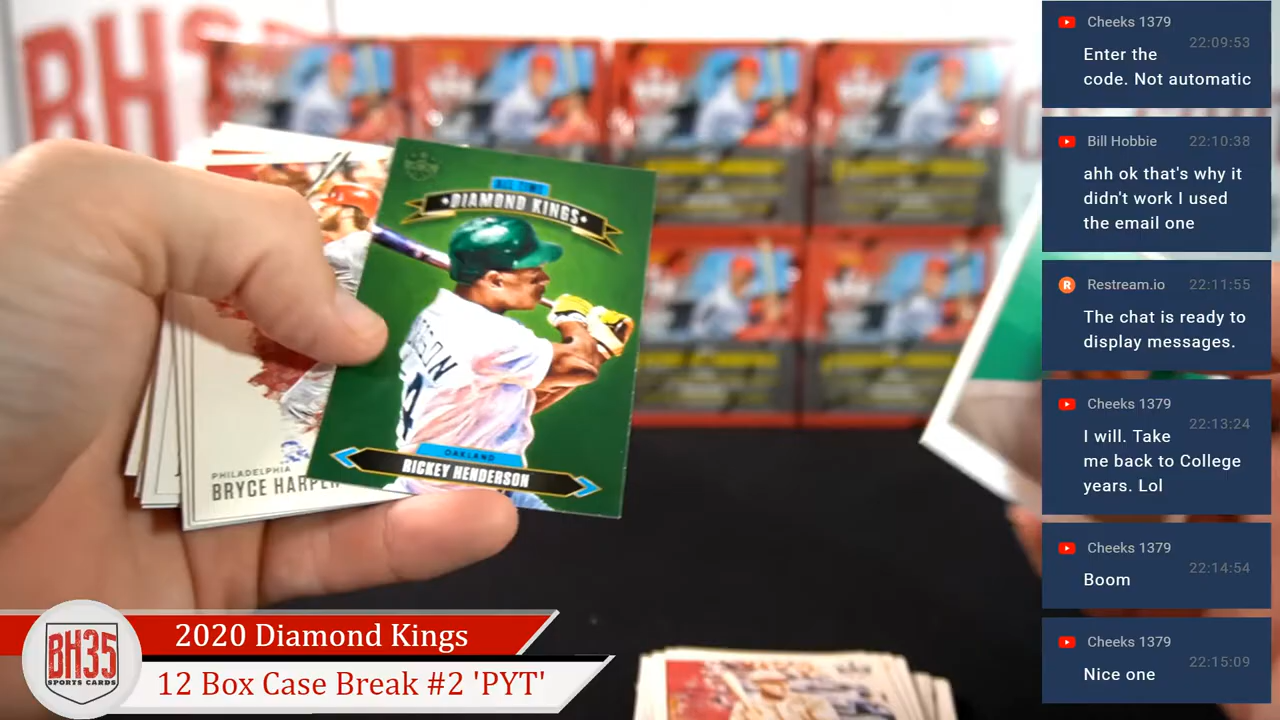 BH35
ALL-TIME
DIAMOND KINGS
OAKLAND
RICKEY HENDERSON
PHILADELPHIA
BRYCE HARPER
BH35
SPORTS CARDS
2020 Diamond Kings
12 Box Case Break #2 'PYT'
Cheeks 1379
22:09:53
Enter the
code. Not automatic
Bill Hobbie
22:10:38
ahh ok that's why it
didn't work I used
the email one
Restream.io
22:11:55
The chat is ready to
display messages.
Cheeks 1379
22:13:24
I will. Take
me back to College
years. Lol
Cheeks 1379
22:14:54
Boom
Cheeks 1379
22:15:09
Nice one